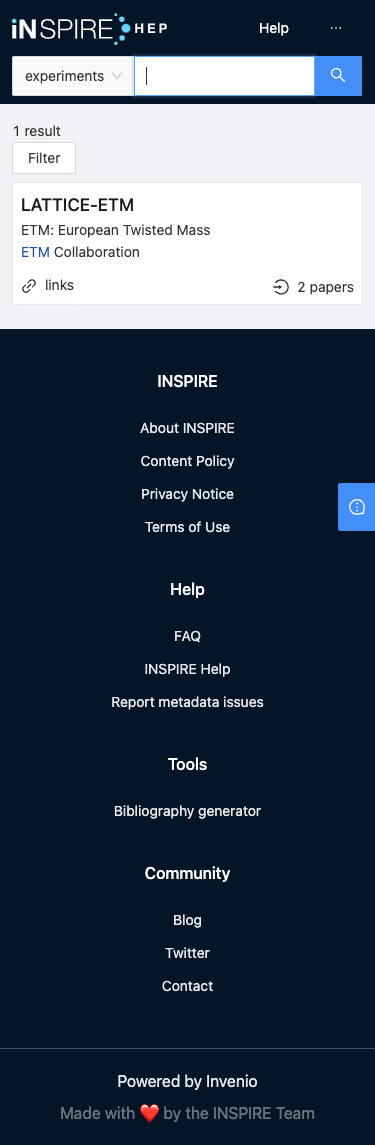 iNSPIRE HEP
Help
···
experiments
1 result
Filter
LATTICE-ETM
ETM: European Twisted Mass
ETM Collaboration
links
2 papers
INSPIRE
About INSPIRE
Content Policy
Privacy Notice
Terms of Use
Help
FAQ
INSPIRE Help
Report metadata issues
Tools
Bibliography generator
Community
Blog
Twitter
Contact
Powered by Invenio
Made with ❤️ by the INSPIRE Team